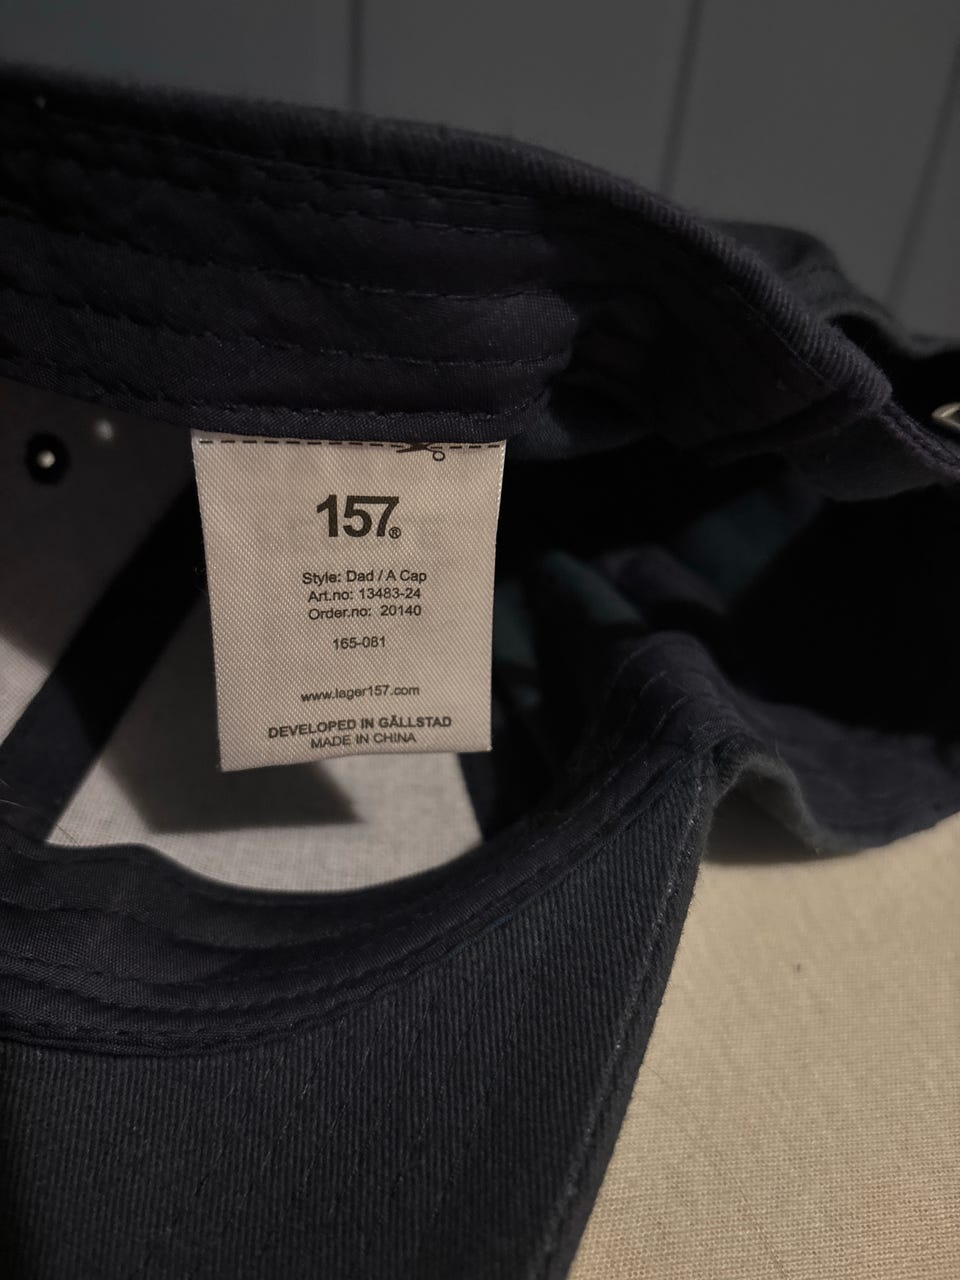 157®
Style: Dad / A Cap
Art.no: 13483-24
Order.no: 20140
165-081
www.lager157.com
DEVELOPED IN GÄLLSTAD
MADE IN CHINA